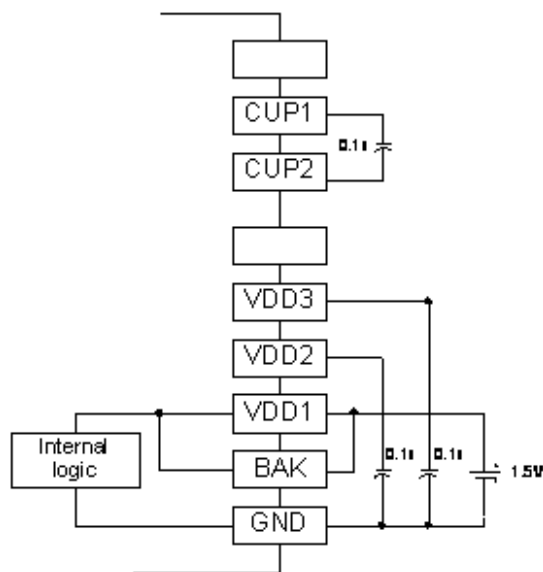 CUP1
0.1u
CUP2
VDD3
VDD2
VDD1
Internal
logic
0.1u
0.1u
1.5V
BAK
GND